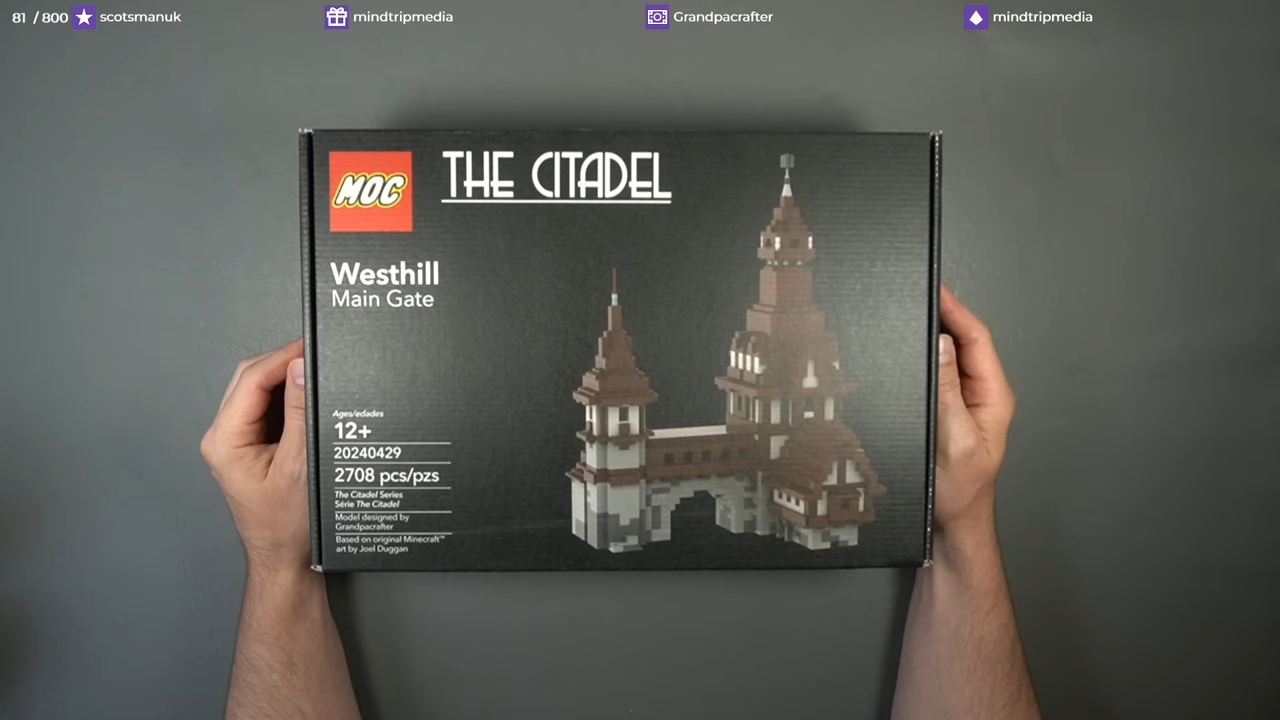 81 / 800 scotsmanuk mindtripmedia Grandpacrafter mindtripmedia
MOC
THE CITADEL
Westhill
Main Gate
Ages/edades
12+
20240429
2708 pcs/pzs
The Citadel Series
Série The Citadel
Model designed by
Grandpacrafter
Based on original Minecraft™
art by Joel Duggan